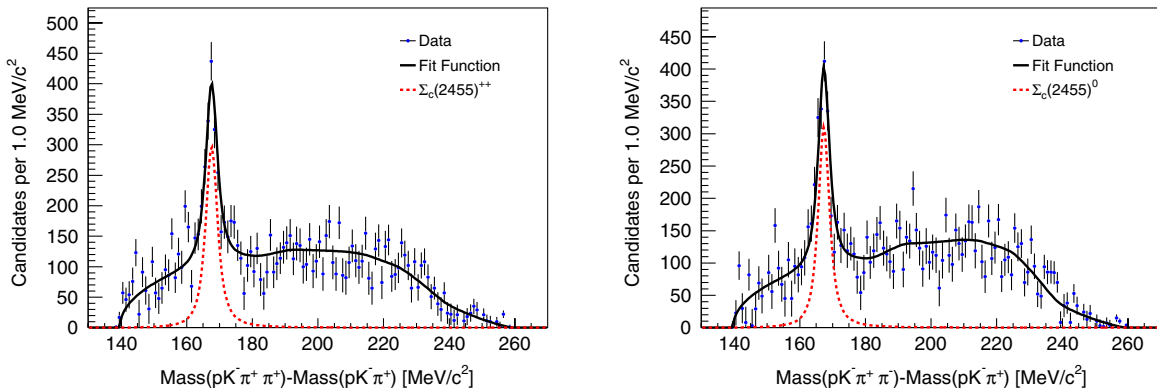 Candidates per 1.0 MeV/c²
500
450
400
350
300
250
200
150
100
50
0
Data
Fit Function
Σc(2455)⁺⁺
140 160 180 200 220 240 260
Mass(pK⁻π⁺ π⁺)-Mass(pK⁻π⁺) [MeV/c²]
Candidates per 1.0 MeV/c²
450
400
350
300
250
200
150
100
50
0
Data
Fit Function
Σc(2455)⁰
140 160 180 200 220 240 260
Mass(pK⁻π⁺ π⁻)-Mass(pK⁻π⁺) [MeV/c²]